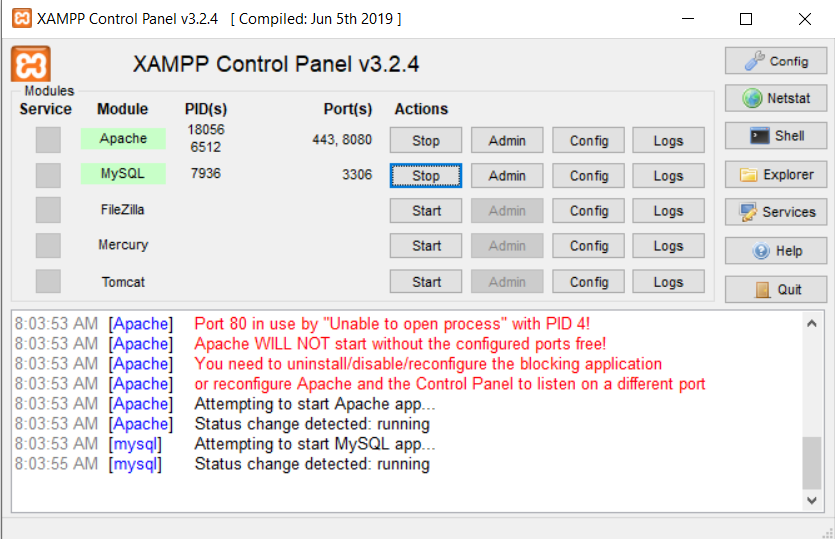 XAMPP Control Panel v3.2.4 [ Compiled: Jun 5th 2019 ]
XAMPP Control Panel v3.2.4
Config
Modules
Service Module PID(s) Port(s) Actions
Netstat
Apache 18056 6512 443, 8080 Stop Admin Config Logs
Shell
MySQL 7936 3306 Stop Admin Config Logs
Explorer
FileZilla Start Admin Config Logs
Services
Mercury Start Admin Config Logs
Help
Tomcat Start Admin Config Logs
Quit
8:03:53 AM [Apache] Port 80 in use by "Unable to open process" with PID 4!
8:03:53 AM [Apache] Apache WILL NOT start without the configured ports free!
8:03:53 AM [Apache] You need to uninstall/disable/reconfigure the blocking application
8:03:53 AM [Apache] or reconfigure Apache and the Control Panel to listen on a different port
8:03:53 AM [Apache] Attempting to start Apache app...
8:03:53 AM [Apache] Status change detected: running
8:03:53 AM [mysql] Attempting to start MySQL app...
8:03:55 AM [mysql] Status change detected: running